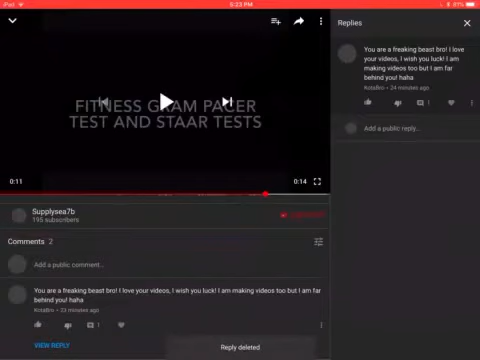 iPad
5:23 PM
81%
FITNESS GRAM PACER
TEST AND STAAR TESTS
0:11
0:14
Supplysea7b
195 subscribers
Comments 2
Add a public comment...
You are a freaking beast bro! I love your videos, I wish you luck! I am making videos too but I am far
behind you! haha
KotaBro • 23 minutes ago
1
VIEW REPLY
Reply deleted
Replies
You are a freaking beast bro! I love
your videos, I wish you luck! I am
making videos too but I am far
behind you! haha
KotaBro • 24 minutes ago
1
Add a public reply...